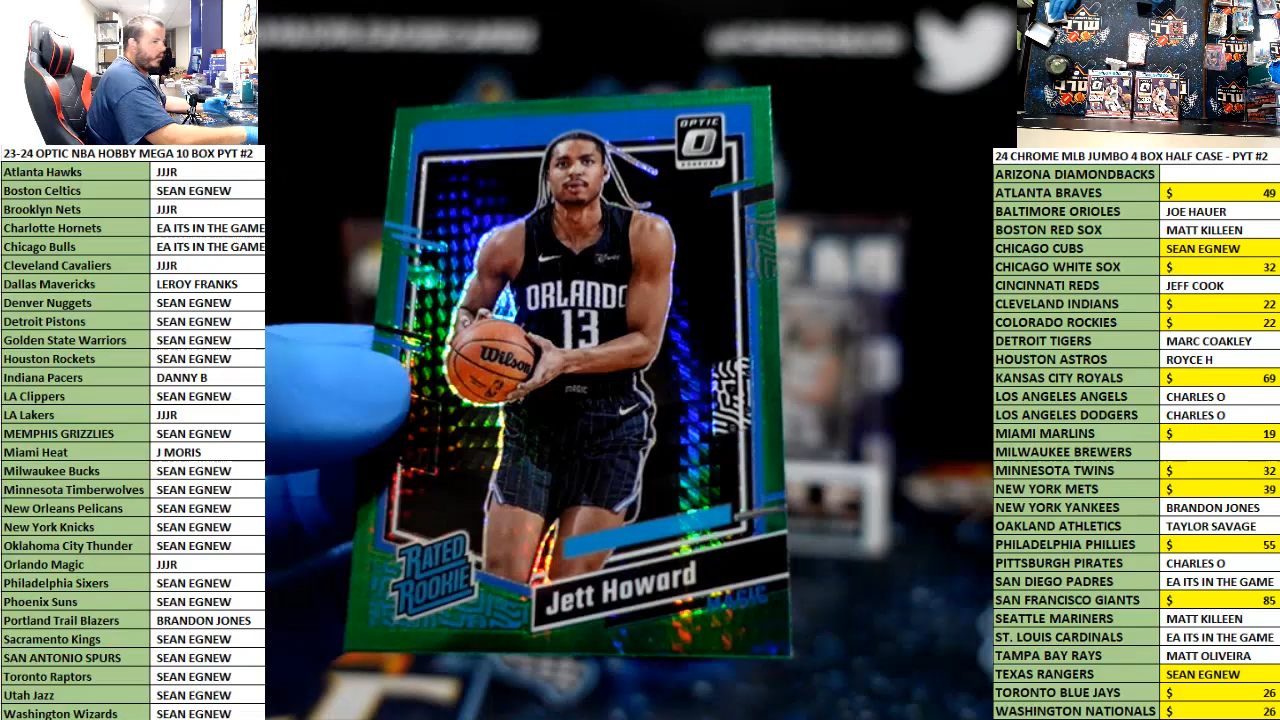 23-24 OPTIC NBA HOBBY MEGA 10 BOX PYT #2
Atlanta Hawks JJJR
Boston Celtics SEAN EGNEW
Brooklyn Nets JJJR
Charlotte Hornets EA ITS IN THE GAME
Chicago Bulls EA ITS IN THE GAME
Cleveland Cavaliers JJJR
Dallas Mavericks LEROY FRANKS
Denver Nuggets SEAN EGNEW
Detroit Pistons SEAN EGNEW
Golden State Warriors SEAN EGNEW
Houston Rockets SEAN EGNEW
Indiana Pacers DANNY B
LA Clippers SEAN EGNEW
LA Lakers JJJR
MEMPHIS GRIZZLIES SEAN EGNEW
Miami Heat J MORIS
Milwaukee Bucks SEAN EGNEW
Minnesota Timberwolves SEAN EGNEW
New Orleans Pelicans SEAN EGNEW
New York Knicks SEAN EGNEW
Oklahoma City Thunder SEAN EGNEW
Orlando Magic JJJR
Philadelphia Sixers SEAN EGNEW
Phoenix Suns SEAN EGNEW
Portland Trail Blazers BRANDON JONES
Sacramento Kings SEAN EGNEW
SAN ANTONIO SPURS SEAN EGNEW
Toronto Raptors SEAN EGNEW
Utah Jazz SEAN EGNEW
Washington Wizards SEAN EGNEW
OPTIC
DONRUSS
ORLANDO
13
Wilson
MAGIC
RATED
ROOKIE
Jett Howard
MAGIC
24 CHROME MLB JUMBO 4 BOX HALF CASE - PYT #2
ARIZONA DIAMONDBACKS
ATLANTA BRAVES $ 49
BALTIMORE ORIOLES JOE HAUER
BOSTON RED SOX MATT KILLEEN
CHICAGO CUBS SEAN EGNEW
CHICAGO WHITE SOX $ 32
CINCINNATI REDS JEFF COOK
CLEVELAND INDIANS $ 22
COLORADO ROCKIES $ 22
DETROIT TIGERS MARC COAKLEY
HOUSTON ASTROS ROYCE H
KANSAS CITY ROYALS $ 69
LOS ANGELES ANGELS CHARLES O
LOS ANGELES DODGERS CHARLES O
MIAMI MARLINS $ 19
MILWAUKEE BREWERS
MINNESOTA TWINS $ 32
NEW YORK METS $ 39
NEW YORK YANKEES BRANDON JONES
OAKLAND ATHLETICS TAYLOR SAVAGE
PHILADELPHIA PHILLIES $ 55
PITTSBURGH PIRATES CHARLES O
SAN DIEGO PADRES EA ITS IN THE GAME
SAN FRANCISCO GIANTS $ 85
SEATTLE MARINERS MATT KILLEEN
ST. LOUIS CARDINALS EA ITS IN THE GAME
TAMPA BAY RAYS MATT OLIVEIRA
TEXAS RANGERS SEAN EGNEW
TORONTO BLUE JAYS $ 26
WASHINGTON NATIONALS $ 26